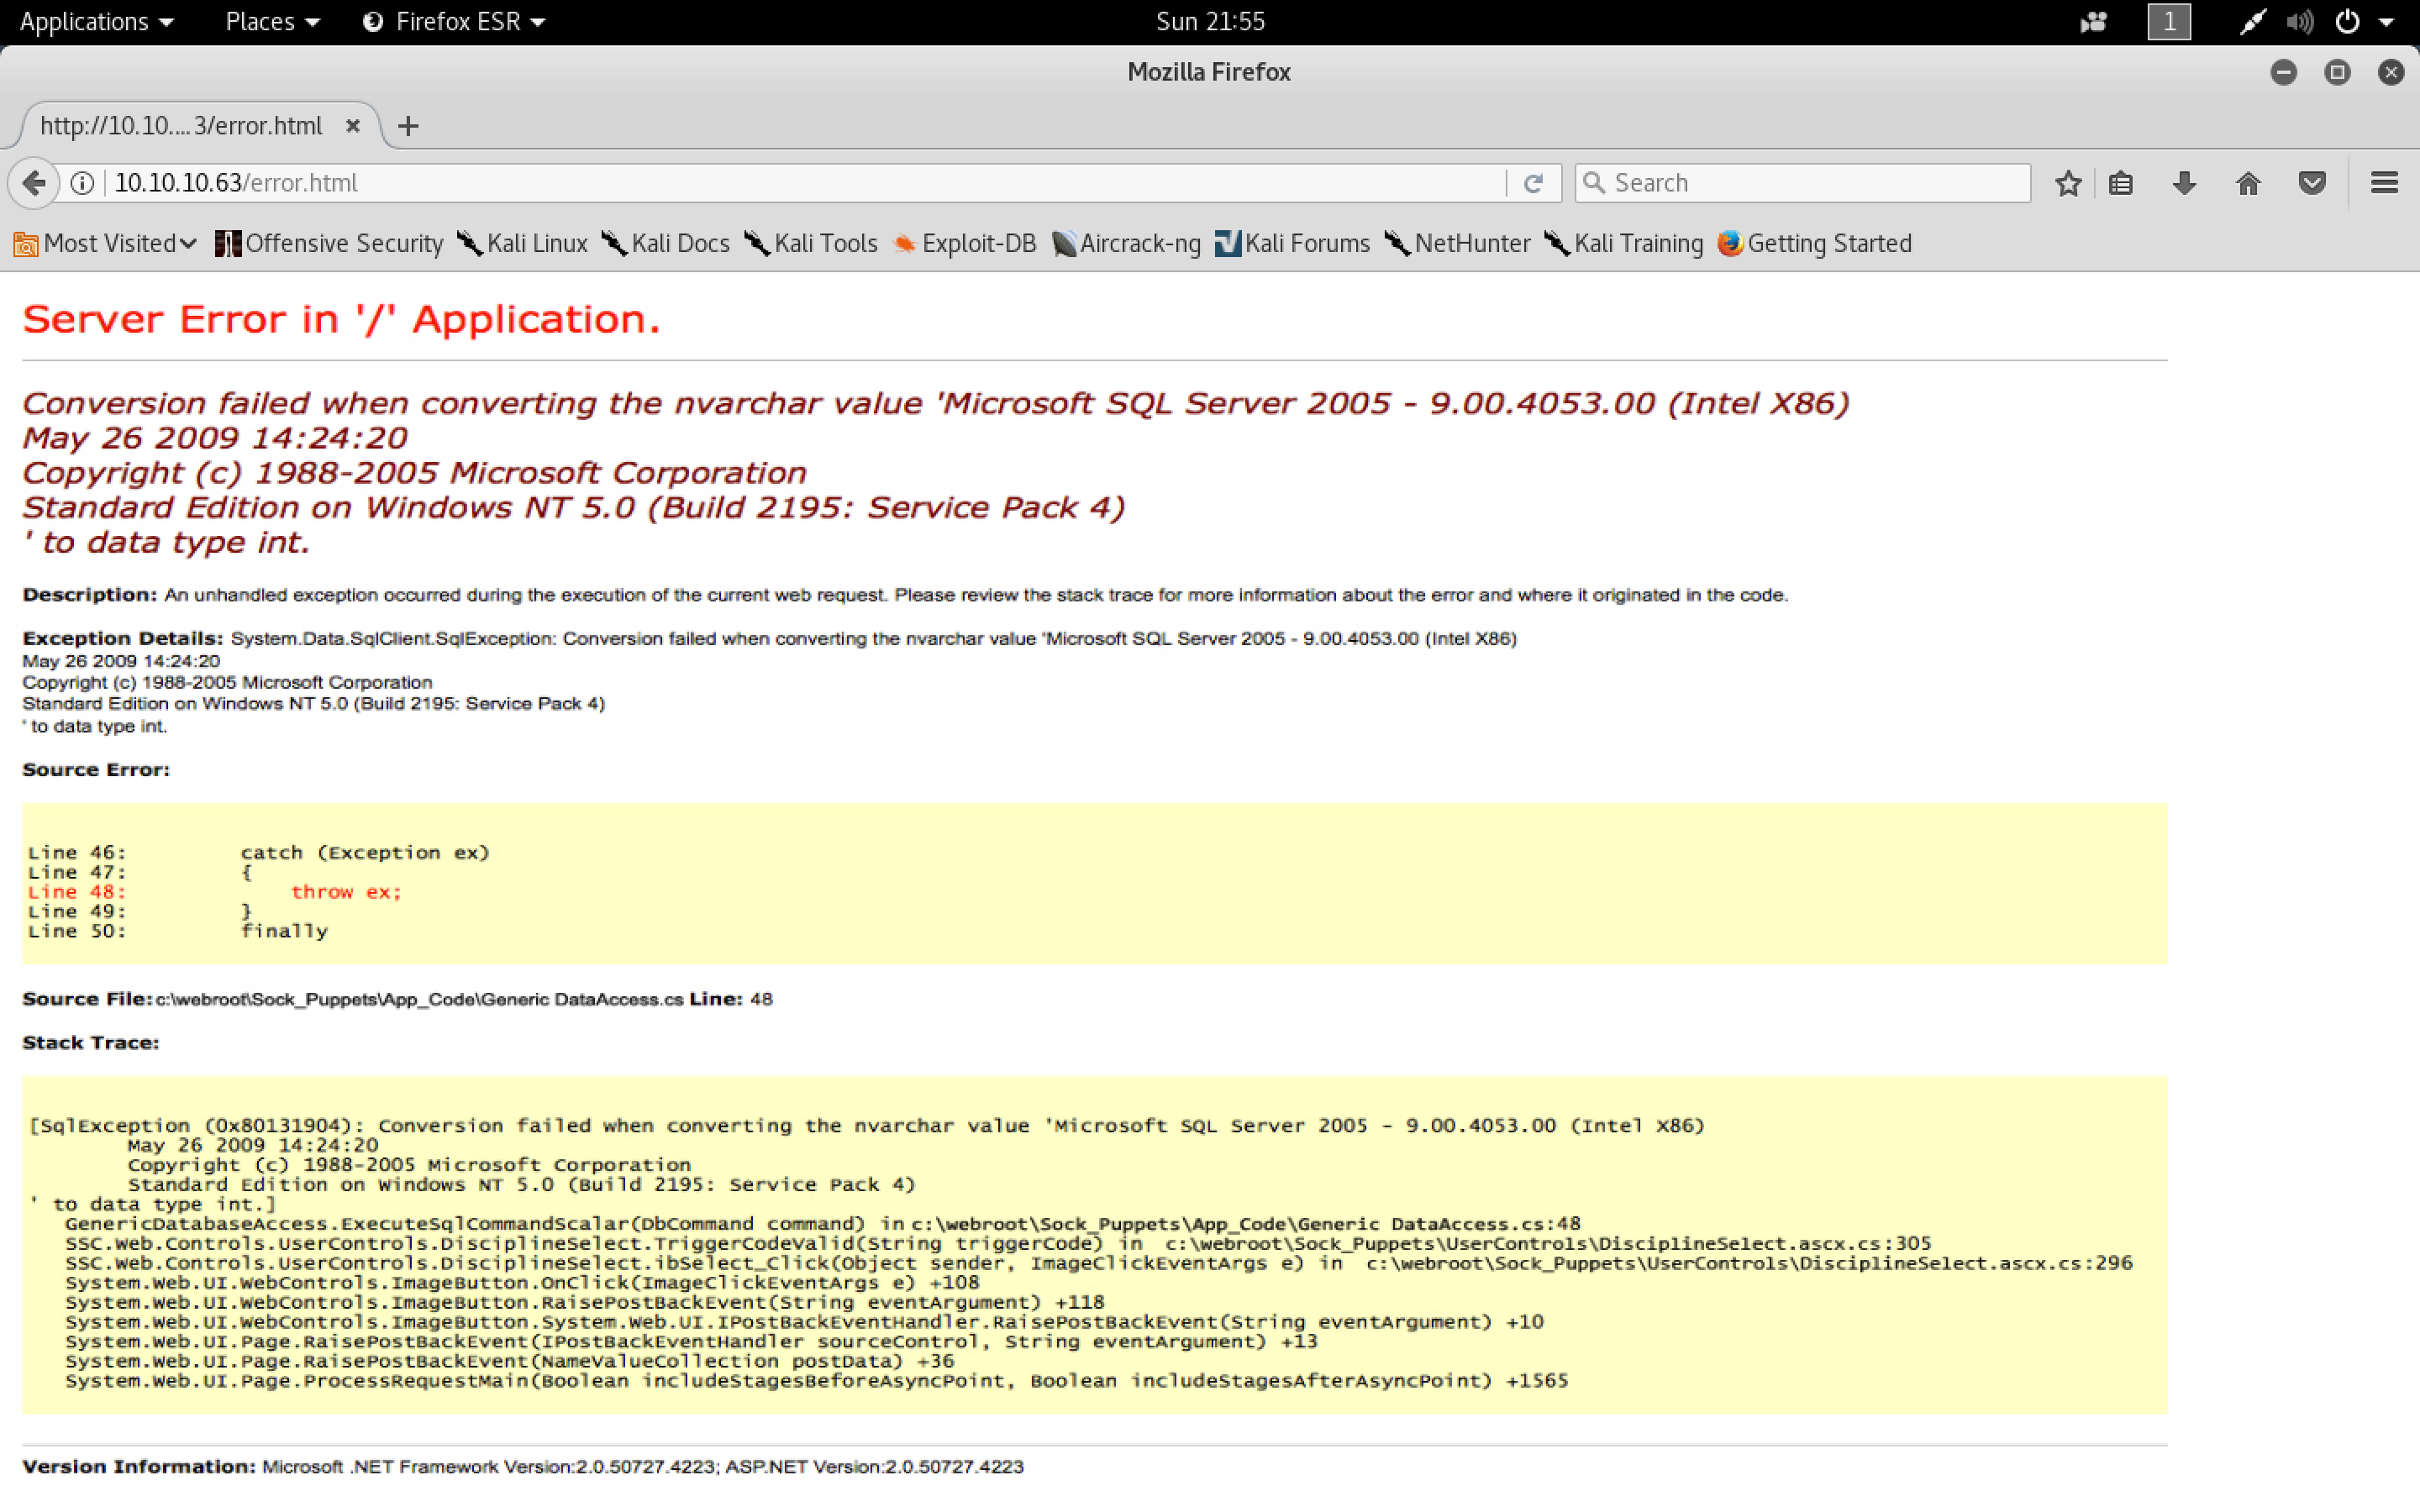 Applications Places Firefox ESR Sun 21:55 1
Mozilla Firefox
http://10.10....3/error.html
10.10.10.63/error.html Search
Most Visited Offensive Security Kali Linux Kali Docs Kali Tools Exploit-DB Aircrack-ng Kali Forums NetHunter Kali Training Getting Started
Server Error in '/' Application.
Conversion failed when converting the nvarchar value 'Microsoft SQL Server 2005 - 9.00.4053.00 (Intel X86)
May 26 2009 14:24:20
Copyright (c) 1988-2005 Microsoft Corporation
Standard Edition on Windows NT 5.0 (Build 2195: Service Pack 4)
' to data type int.
Description: An unhandled exception occurred during the execution of the current web request. Please review the stack trace for more information about the error and where it originated in the code.
Exception Details: System.Data.SqlClient.SqlException: Conversion failed when converting the nvarchar value 'Microsoft SQL Server 2005 - 9.00.4053.00 (Intel X86)
May 26 2009 14:24:20
Copyright (c) 1988-2005 Microsoft Corporation
Standard Edition on Windows NT 5.0 (Build 2195: Service Pack 4)
' to data type int.
Source Error:
Line 46: catch (Exception ex)
Line 47: {
Line 48: throw ex;
Line 49: }
Line 50: finally
Source File: c:\webroot\Sock_Puppets\App_Code\Generic DataAccess.cs Line: 48
Stack Trace:
[SqlException (0x80131904): Conversion failed when converting the nvarchar value 'Microsoft SQL Server 2005 - 9.00.4053.00 (Intel X86)
May 26 2009 14:24:20
Copyright (c) 1988-2005 Microsoft Corporation
Standard Edition on Windows NT 5.0 (Build 2195: Service Pack 4)
' to data type int.]
GenericDatabaseAccess.ExecuteSqlCommandScalar(DbCommand command) in c:\webroot\Sock_Puppets\App_Code\Generic DataAccess.cs:48
SSC.Web.Controls.UserControls.DisciplineSelect.TriggerCodeValid(String triggerCode) in c:\webroot\Sock_Puppets\UserControls\DisciplineSelect.ascx.cs:305
SSC.Web.Controls.UserControls.DisciplineSelect.ibSelect_Click(Object sender, ImageClickEventArgs e) in c:\webroot\Sock_Puppets\UserControls\DisciplineSelect.ascx.cs:296
System.Web.UI.WebControls.ImageButton.OnClick(ImageClickEventArgs e) +108
System.Web.UI.WebControls.ImageButton.RaisePostBackEvent(String eventArgument) +118
System.Web.UI.WebControls.ImageButton.System.Web.UI.IPostBackEventHandler.RaisePostBackEvent(String eventArgument) +10
System.Web.UI.Page.RaisePostBackEvent(IPostBackEventHandler sourceControl, String eventArgument) +13
System.Web.UI.Page.RaisePostBackEvent(NameValueCollection postData) +36
System.Web.UI.Page.ProcessRequestMain(Boolean includeStagesBeforeAsyncPoint, Boolean includeStagesAfterAsyncPoint) +1565
Version Information: Microsoft .NET Framework Version:2.0.50727.4223; ASP.NET Version:2.0.50727.4223